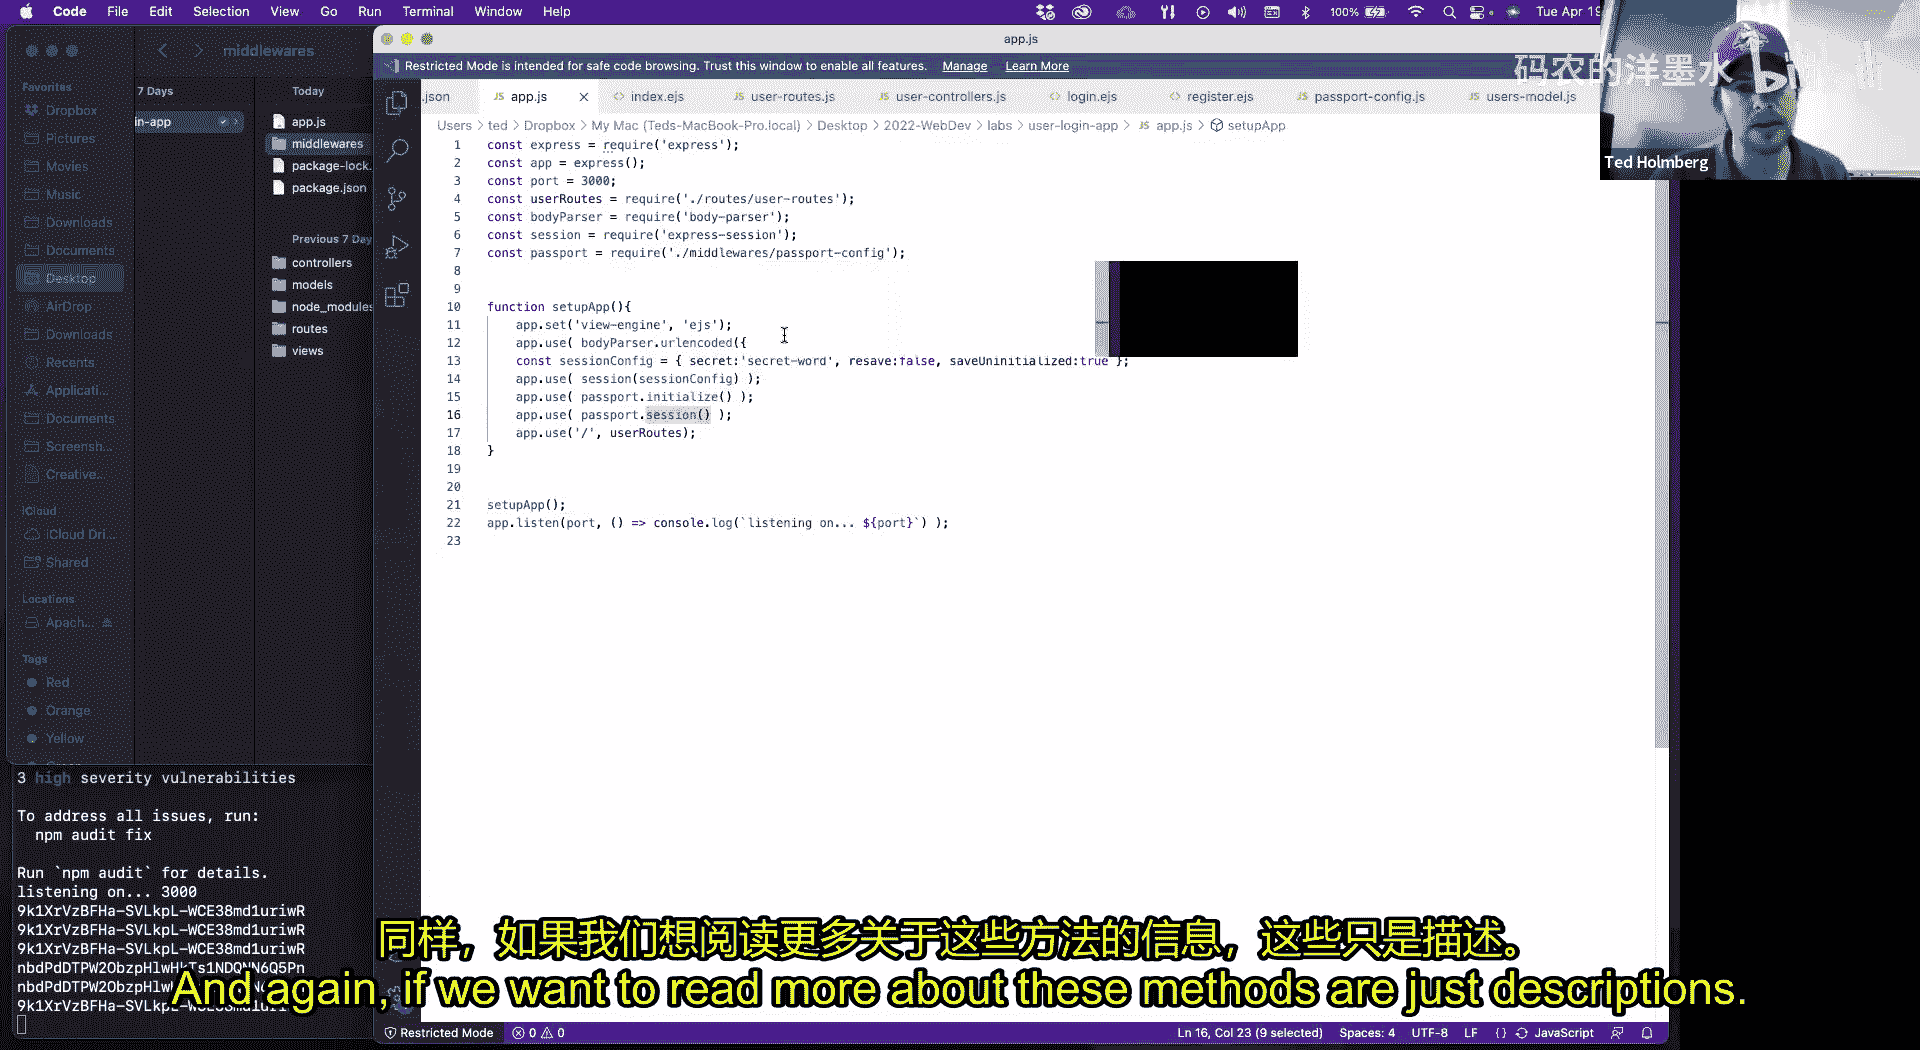 Code File Edit Selection View Go Run Terminal Window Help 100% Tue Apr 19
middlewares
Favorites
Dropbox
Pictures
Movies
Music
Downloads
Documents
Desktop
AirDrop
Downloads
Recents
Applicati...
Documents
Screensh...
Creative...
iCloud
iCloud Dri...
Shared
Locations
Apach...
Tags
Red
Orange
Yellow
7 Days
in-app
Today
app.js
middlewares
package-lock.
package.json
Previous 7 Day
controllers
models
node_modules
routes
views
app.js
Restricted Mode is intended for safe code browsing. Trust this window to enable all features. Manage Learn More
.json app.js index.ejs user-routes.js user-controllers.js login.ejs register.ejs passport-config.js users-model.js
Users > ted > Dropbox > My Mac (Teds-MacBook-Pro.local) > Desktop > 2022-WebDev > labs > user-login-app > JS app.js > setupApp
1 const express = require('express');
2 const app = express();
3 const port = 3000;
4 const userRoutes = require('./routes/user-routes');
5 const bodyParser = require('body-parser');
6 const session = require('express-session');
7 const passport = require('./middlewares/passport-config');
8
9
10 function setupApp(){
11 app.set('view-engine', 'ejs');
12 app.use( bodyParser.urlencoded({
13 const sessionConfig = { secret:'secret-word', resave:false, saveUninitialized:true };
14 app.use( session(sessionConfig) );
15 app.use( passport.initialize() );
16 app.use( passport.session() );
17 app.use('/', userRoutes);
18 }
19
20
21 setupApp();
22 app.listen(port, () => console.log(`listening on... ${port}`) );
23
码农的洋墨水
Ted Holmberg
3 high severity vulnerabilities
To address all issues, run:
npm audit fix
Run `npm audit` for details.
listening on... 3000
9k1XrVzBFHa-SVLkpL-WCE38md1uriwR
9k1XrVzBFHa-SVLkpL-WCE38md1uriwR
9k1XrVzBFHa-SVLkpL-WCE38md1uriwR
同样，如果我们想阅读更多关于这些方法的信息，这些只是描述。
And again, if we want to read more about these methods are just descriptions.
Restricted Mode 0 0 Ln 16, Col 23 (9 selected) Spaces: 4 UTF-8 LF {} JavaScript